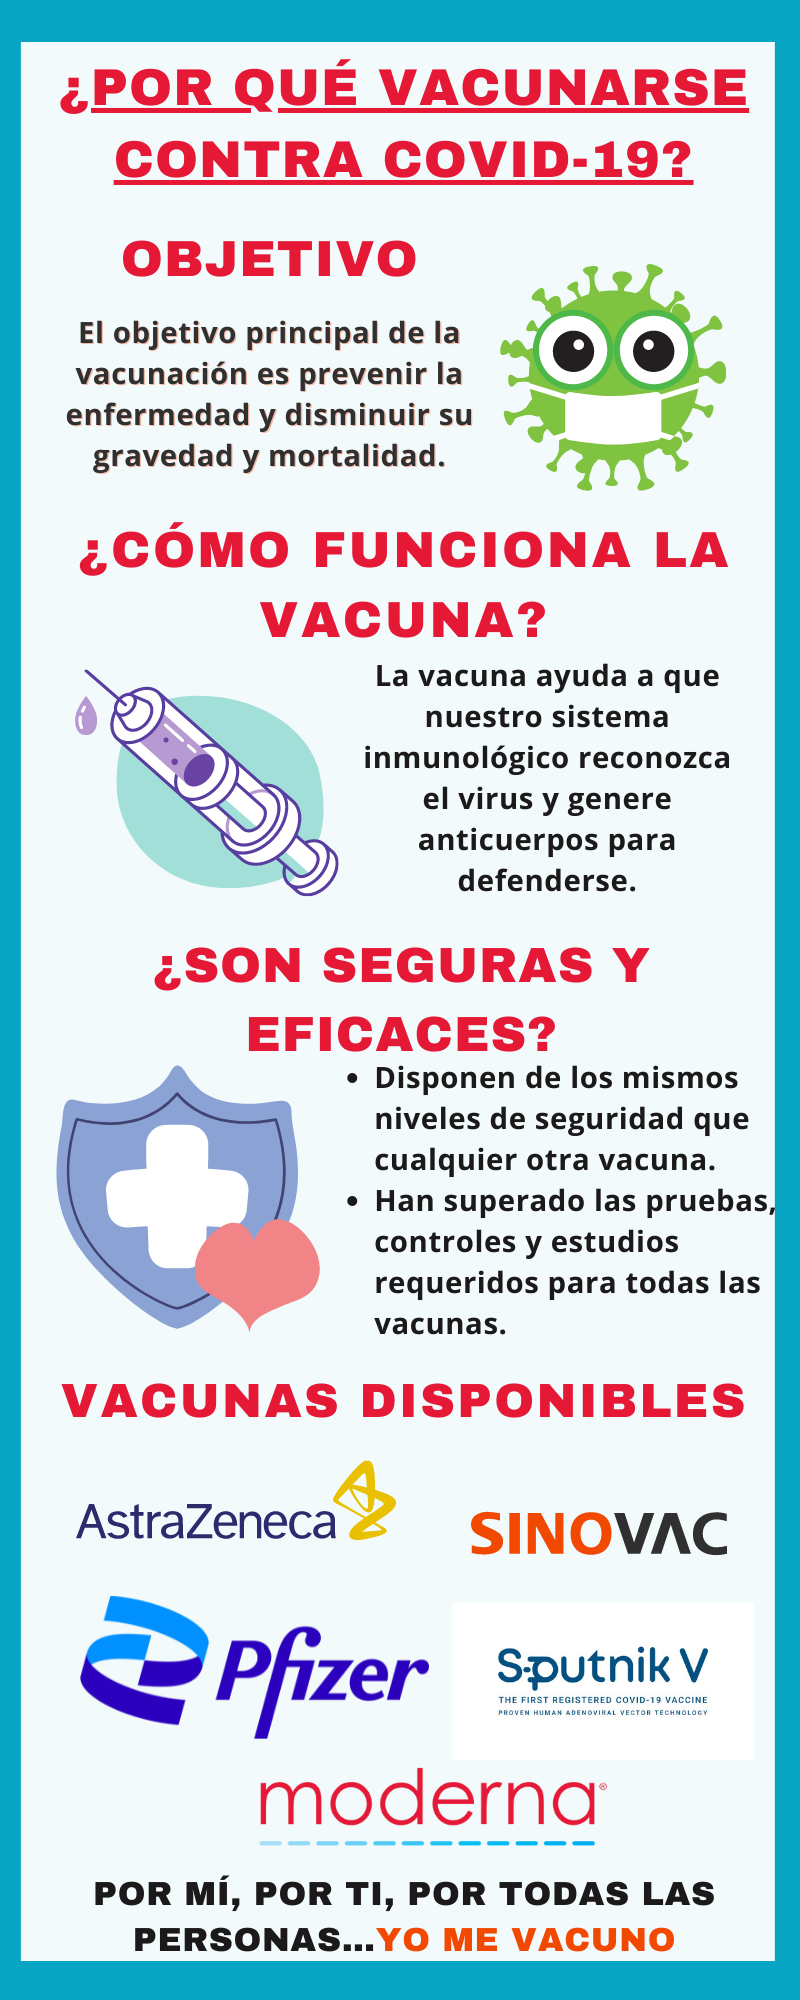 ¿POR QUÉ VACUNARSE
CONTRA COVID-19?
OBJETIVO
El objetivo principal de la
vacunación es prevenir la
enfermedad y disminuir su
gravedad y mortalidad.
¿CÓMO FUNCIONA LA
VACUNA?
La vacuna ayuda a que
nuestro sistema
inmunológico reconozca
el virus y genere
anticuerpos para
defenderse.
¿SON SEGURAS Y
EFICACES?
• Disponen de los mismos
niveles de seguridad que
cualquier otra vacuna.
• Han superado las pruebas,
controles y estudios
requeridos para todas las
vacunas.
VACUNAS DISPONIBLES
AstraZeneca
SINOVAC
Pfizer
Sputnik V
THE FIRST REGISTERED COVID-19 VACCINE
PROVEN HUMAN ADENOVIRAL VECTOR TECHNOLOGY
moderna®
POR MÍ, POR TI, POR TODAS LAS
PERSONAS...YO ME VACUNO